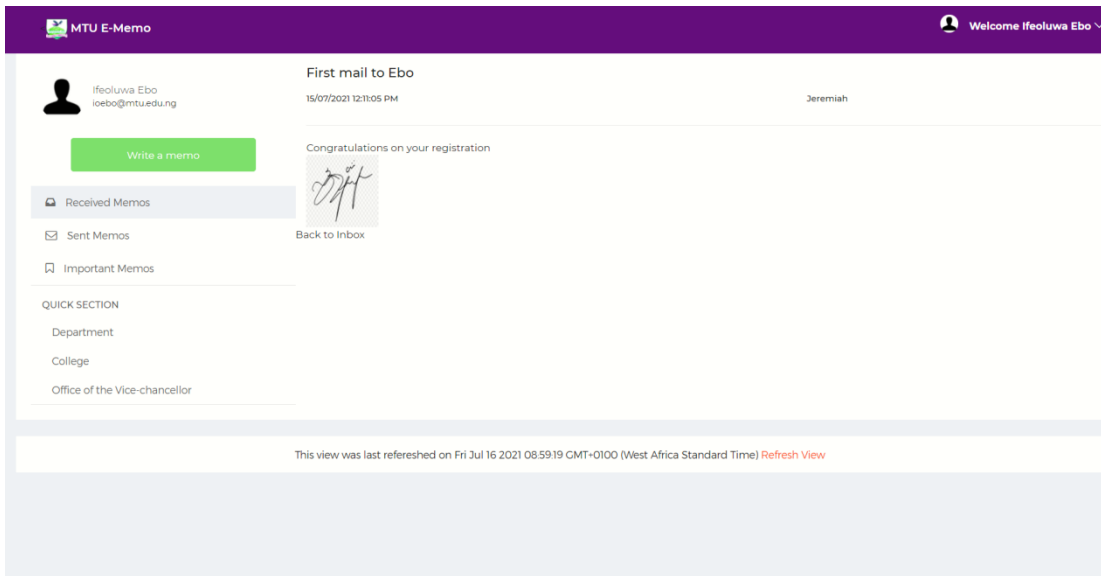 MTU E-Memo
Welcome Ifeoluwa Ebo
Ifeoluwa Ebo
ioebo@mtu.edu.ng
Write a memo
Received Memos
Sent Memos
Important Memos
QUICK SECTION
Department
College
Office of the Vice-chancellor
First mail to Ebo
15/07/2021 12:11:05 PM
Jeremiah
Congratulations on your registration
Back to Inbox
This view was last refereshed on Fri Jul 16 2021 08:59:19 GMT+0100 (West Africa Standard Time) Refresh View